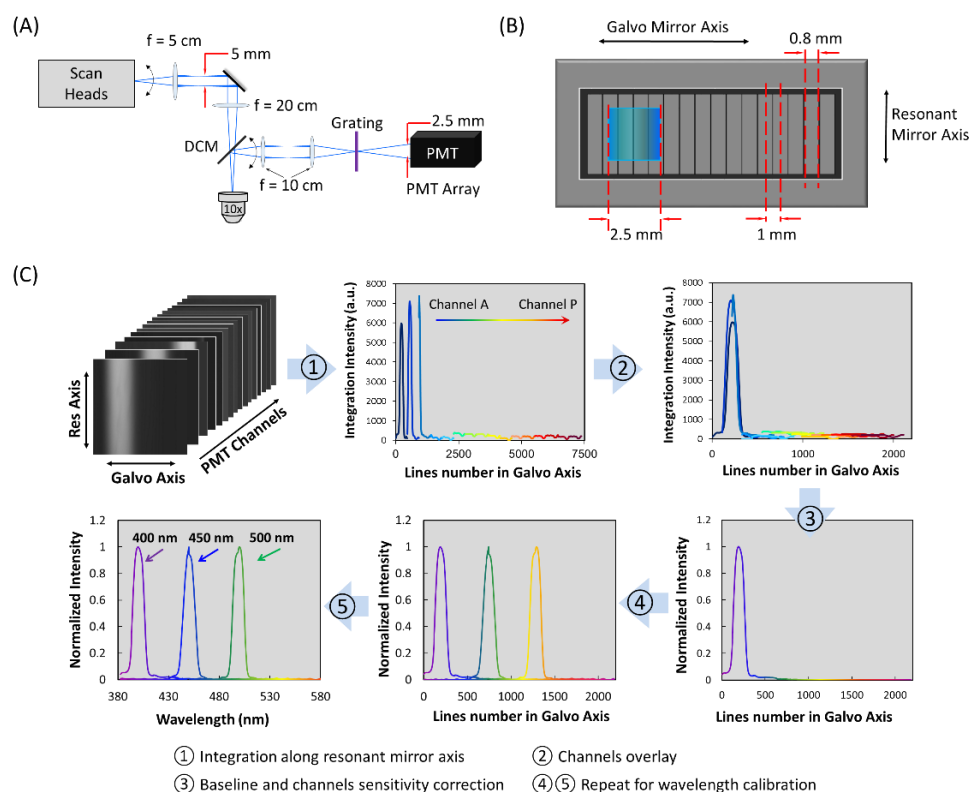 (A)
f = 5 cm
5 mm
Scan
Heads
f = 20 cm
2.5 mm
Grating
DCM
PMT
f = 10 cm
PMT Array
10x
(B)
Galvo Mirror Axis
0.8 mm
Resonant
Mirror Axis
2.5 mm
1 mm
(C)
Res Axis
Galvo Axis
PMT Channels
1
Integration Intensity (a.u.)
8000
7000
6000
5000
4000
3000
2000
1000
0
Channel A
Channel P
0 2500 5000 7500
Lines number in Galvo Axis
2
Integration Intensity (a.u.)
8000
7000
6000
5000
4000
3000
2000
1000
0
0 1000 2000
Lines number in Galvo Axis
3
Normalized Intensity
1.2
1
0.8
0.6
0.4
0.2
0
0 500 1000 1500 2000
Lines number in Galvo Axis
4
Normalized Intensity
1.2
1
0.8
0.6
0.4
0.2
0
0 500 1000 1500 2000
Lines number in Galvo Axis
5
Normalized Intensity
1.2
1
0.8
0.6
0.4
0.2
0
400 nm 450 nm 500 nm
380 430 480 530 580
Wavelength (nm)
① Integration along resonant mirror axis
② Channels overlay
③ Baseline and channels sensitivity correction
④⑤ Repeat for wavelength calibration